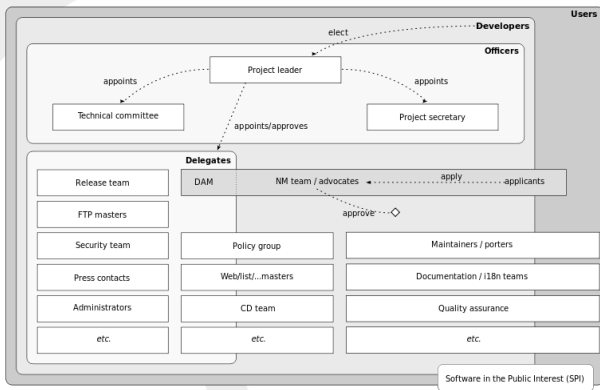 Users
Developers
elect
Officers
Project leader
appoints
appoints
Technical committee
Project secretary
appoints/approves
Delegates
Release team
DAM
NM team / advocates
apply
applicants
FTP masters
approve
Security team
Policy group
Maintainers / porters
Press contacts
Web/list/...masters
Documentation / i18n teams
Administrators
CD team
Quality assurance
etc.
etc.
etc.
Software in the Public Interest (SPI)